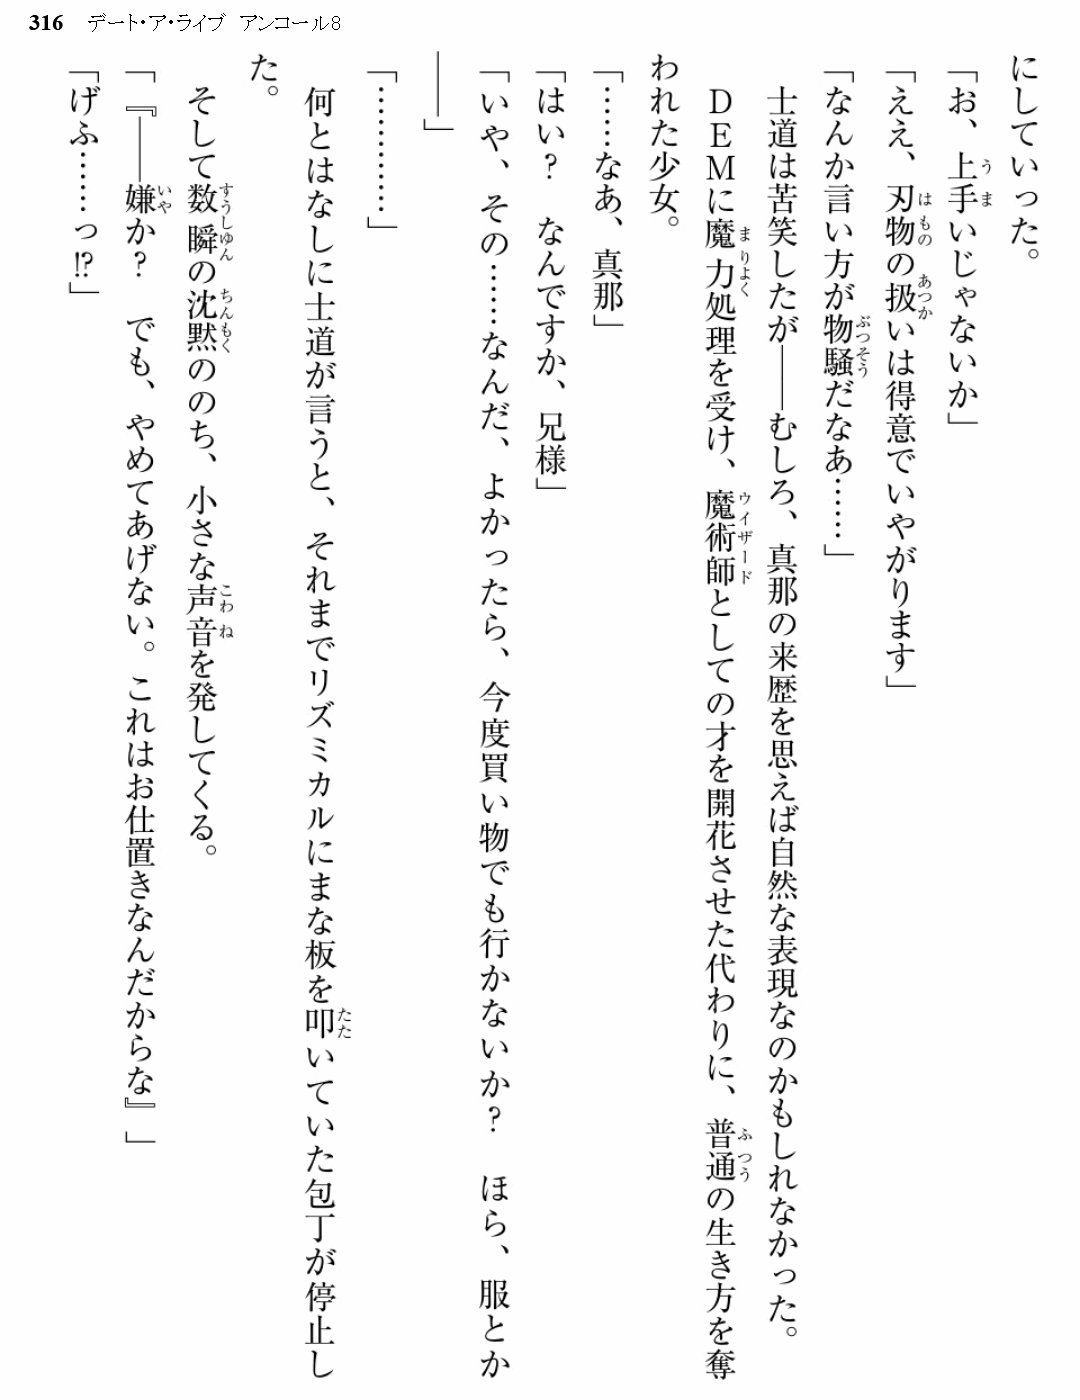 316 デート・ア・ライブ アンコール8
にしていった。
「お、上手いじゃないか」
「ええ、刃物の扱いは得意でいやがります」
「なんか言い方が物騒だなあ……」
　士道は苦笑したが――むしろ、真那の来歴を思えば自然な表現なのかもしれなかった。
　ＤＥＭに魔力処理を受け、魔術師としての才を開花させた代わりに、普通の生き方を奪
われた少女。
「……なあ、真那」
「はい？　なんですか、兄様」
「いや、その……なんだ、よかったら、今度買い物でも行かないか？　ほら、服とか
――」
「…………」
　何とはなしに士道が言うと、それまでリズミカルにまな板を叩いていた包丁が停止し
た。
　そして数瞬の沈黙ののち、小さな声音を発してくる。
「『――嫌か？　でも、やめてあげない。これはお仕置きなんだからな』」
「げふ……っ!?」